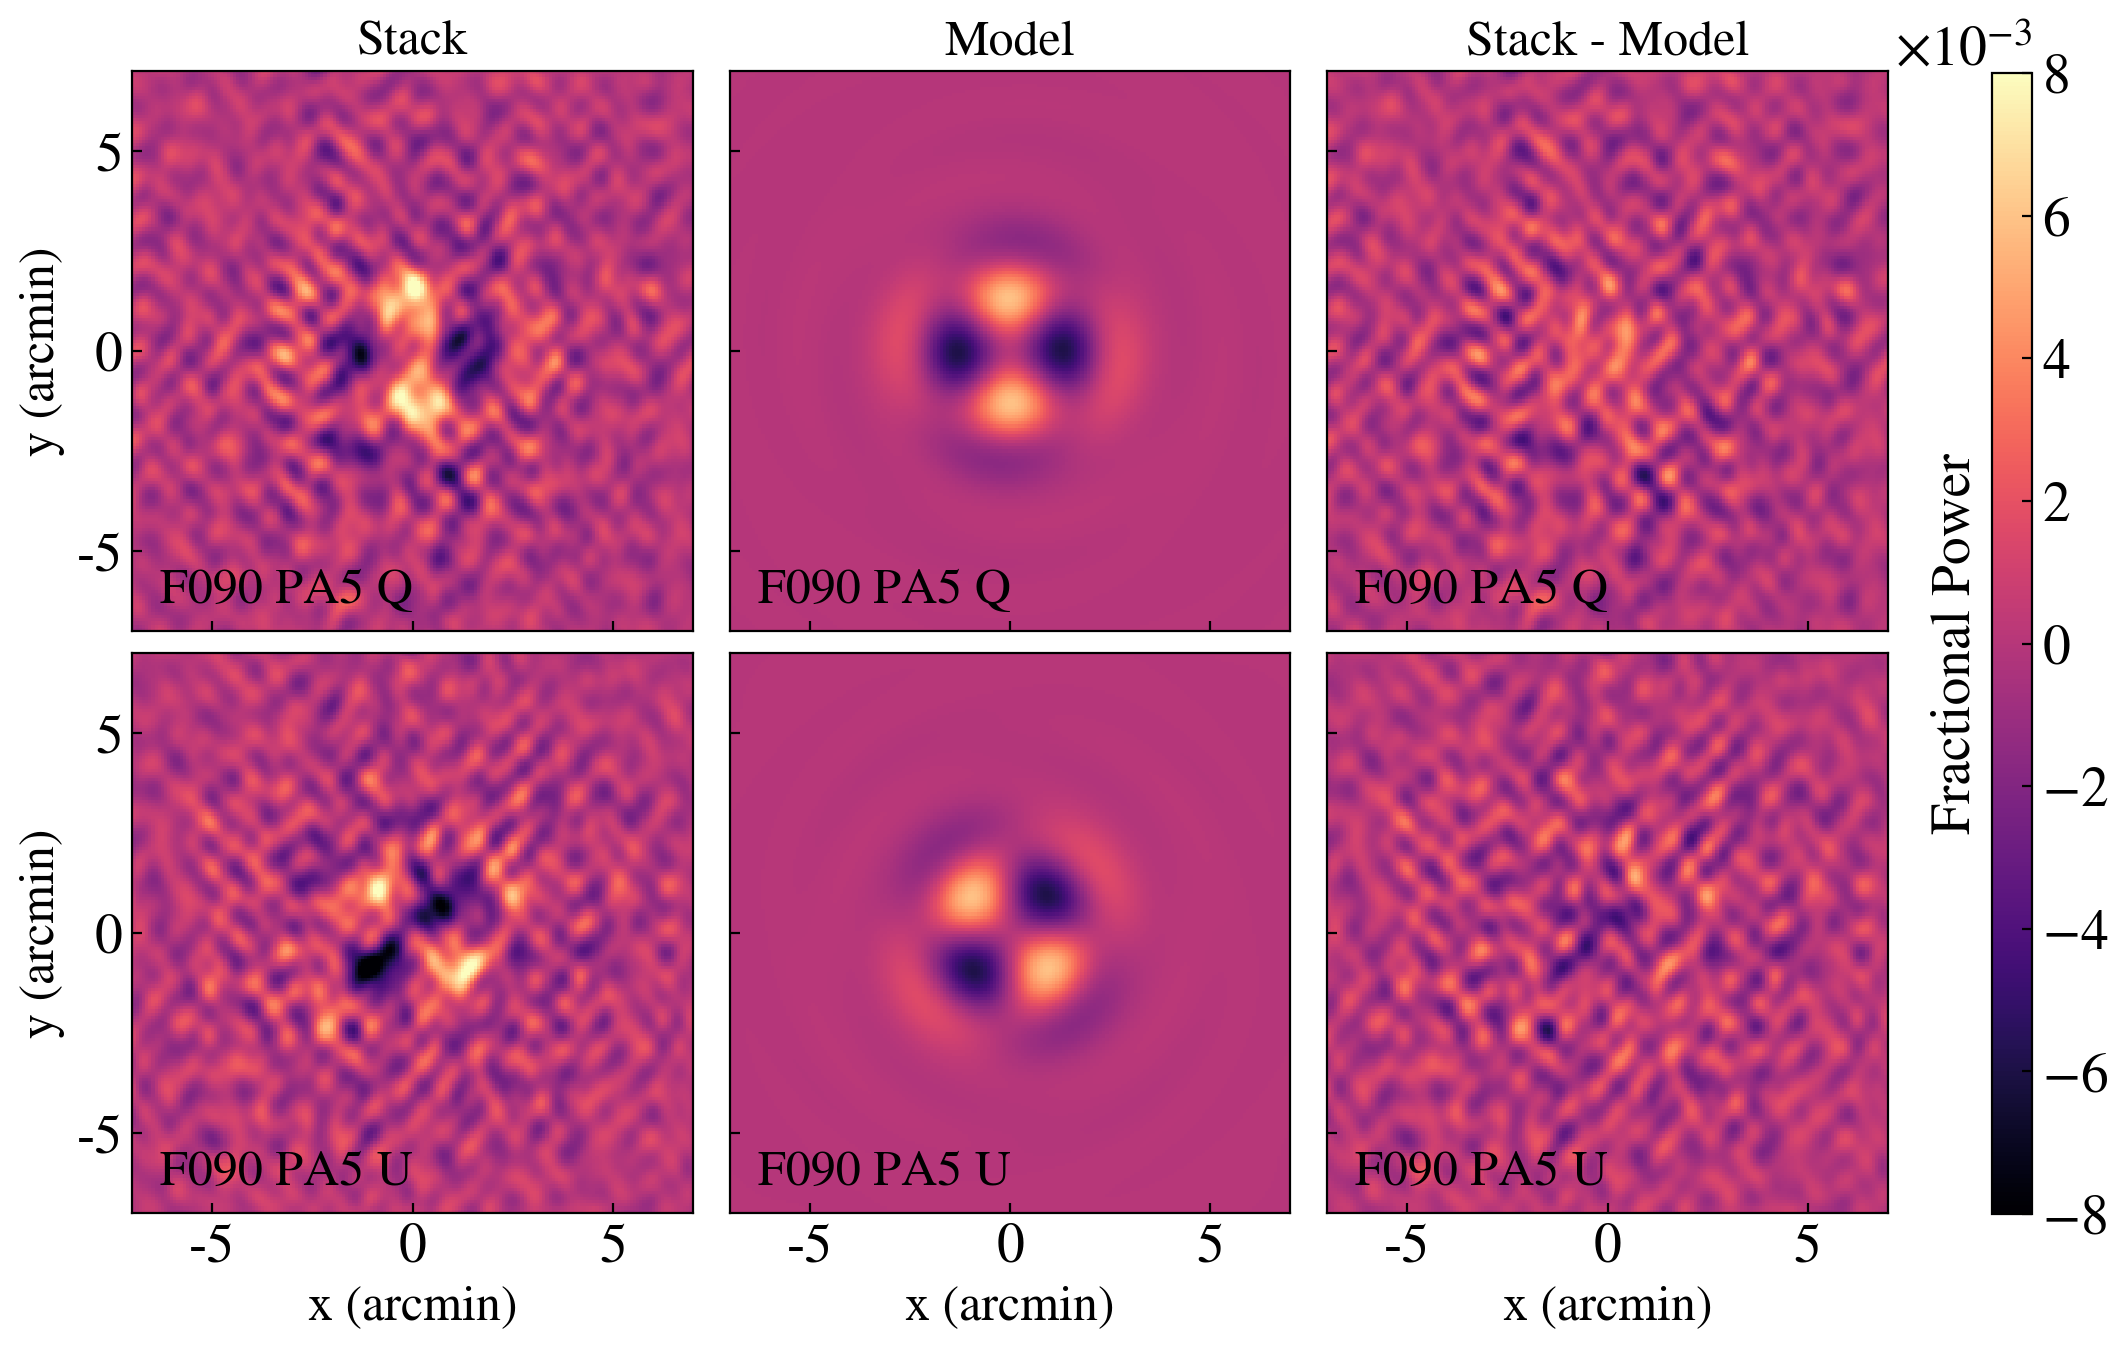 Stack
Model
Stack - Model
×10⁻³
y (arcmin)
5
0
-5
F090 PA5 Q
F090 PA5 Q
F090 PA5 Q
y (arcmin)
5
0
-5
F090 PA5 U
F090 PA5 U
F090 PA5 U
-5 0 5
-5 0 5
-5 0 5
x (arcmin)
x (arcmin)
x (arcmin)
Fractional Power
8
6
4
2
0
−2
−4
−6
−8